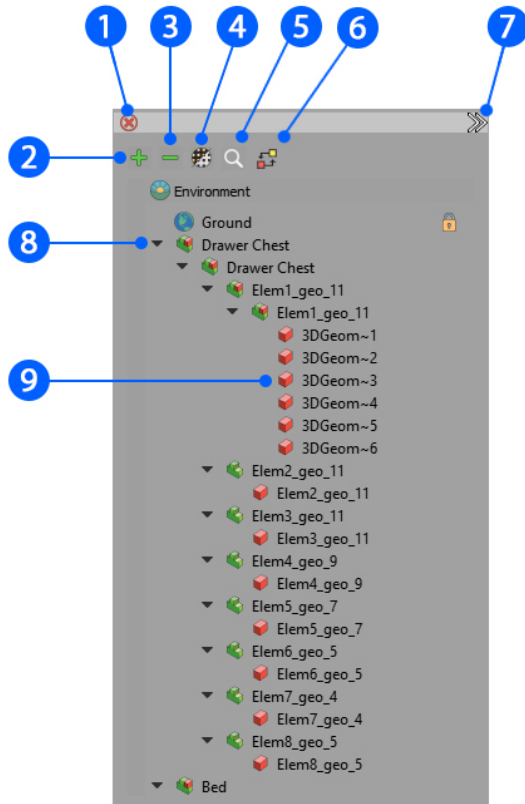 1 3 4 5 6 7
2
Environment
Ground
8 Drawer Chest
Drawer Chest
Elem1_geo_11
Elem1_geo_11
3DGeom~1
3DGeom~2
9 3DGeom~3
3DGeom~4
3DGeom~5
3DGeom~6
Elem2_geo_11
Elem2_geo_11
Elem3_geo_11
Elem3_geo_11
Elem4_geo_9
Elem4_geo_9
Elem5_geo_7
Elem5_geo_7
Elem6_geo_5
Elem6_geo_5
Elem7_geo_4
Elem7_geo_4
Elem8_geo_5
Elem8_geo_5
Bed